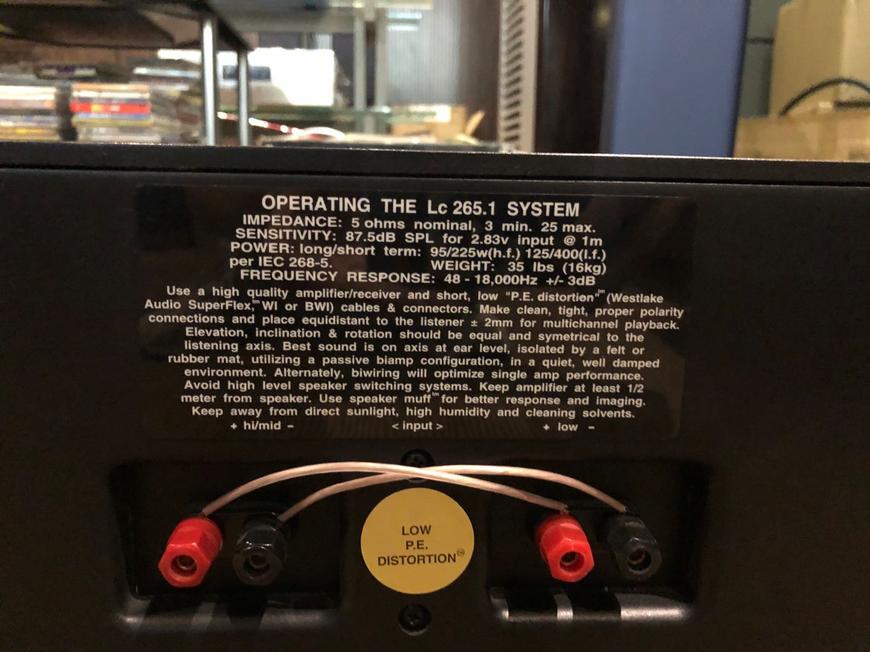 OPERATING THE Lc 265.1 SYSTEM
IMPEDANCE: 5 ohms nominal, 3 min. 25 max.
SENSITIVITY: 87.5dB SPL for 2.83v input @ 1m
POWER: long/short term: 95/225w(h.f.) 125/400(l.f.)
per IEC 268-5. WEIGHT: 35 lbs (16kg)
FREQUENCY RESPONSE: 48 - 18,000Hz +/- 3dB
Use a high quality amplifier/receiver and short, low "P.E. distortion"™ (Westlake
Audio SuperFlex,™ WI or BWI) cables & connectors. Make clean, tight, proper polarity
connections and place equidistant to the listener ± 2mm for multichannel playback.
Elevation, inclination & rotation should be equal and symetrical to the
listening axis. Best sound is on axis at ear level, isolated by a felt or
rubber mat, utilizing a passive biamp configuration, in a quiet, well damped
environment. Alternately, biwiring will optimize single amp performance.
Avoid high level speaker switching systems. Keep amplifier at least 1/2
meter from speaker. Use speaker muff™ for better response and imaging.
Keep away from direct sunlight, high humidity and cleaning solvents.
+ hi/mid - < input > + low -
LOW
P.E.
DISTORTION™